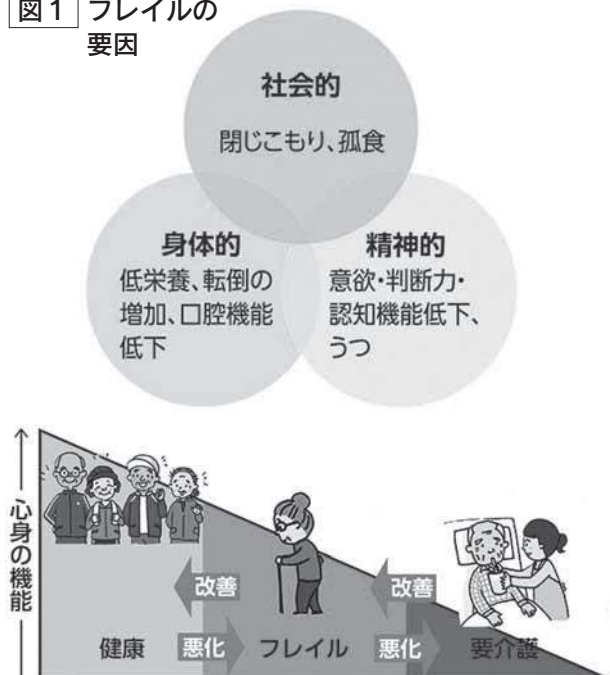 図1 フレイルの
要因
社会的
閉じこもり、孤食
身体的
低栄養、転倒の
増加、口腔機能
低下
精神的
意欲・判断力・
認知機能低下、
うつ
心身の機能
改善
改善
健康
悪化
フレイル
悪化
要介護